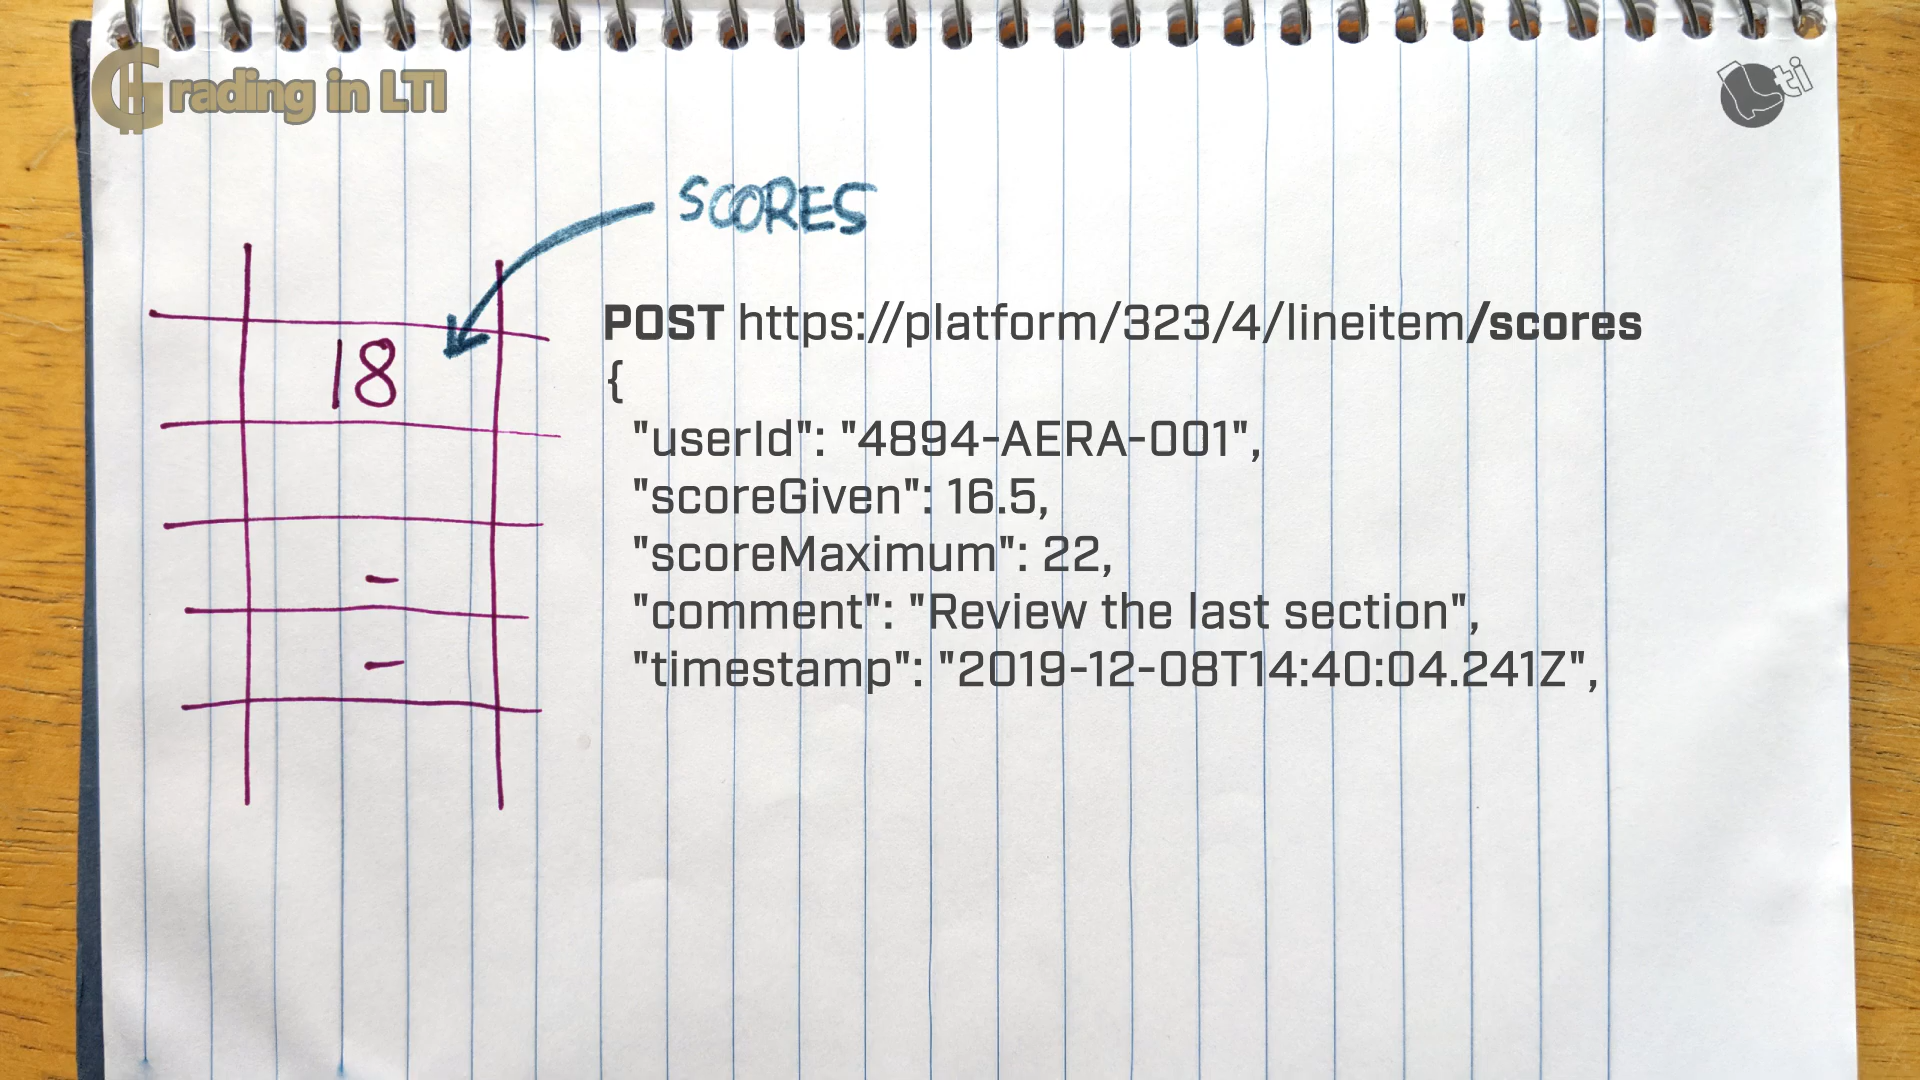 Grading in LTI
lti
SCORES
18
-
-
POST https://platform/323/4/lineitem/scores
{
"userId": "4894-AERA-001",
"scoreGiven": 16.5,
"scoreMaximum": 22,
"comment": "Review the last section",
"timestamp": "2019-12-08T14:40:04.241Z",